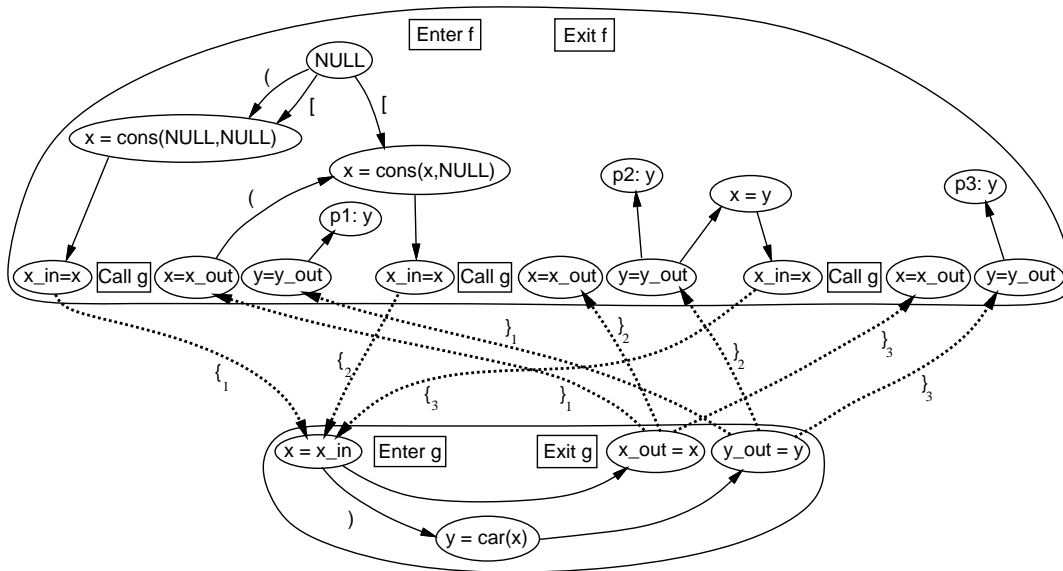 Enter f
Exit f
NULL
(
[
[
x = cons(NULL,NULL)
x = cons(x,NULL)
(
p1: y
p2: y
x = y
p3: y
x_in=x
Call g
x=x_out
y=y_out
x_in=x
Call g
x=x_out
y=y_out
x_in=x
Call g
x=x_out
y=y_out
{1
{2
{3
}1
}1
}2
}2
}3
}3
x = x_in
Enter g
Exit g
x_out = x
y_out = y
)
y = car(x)